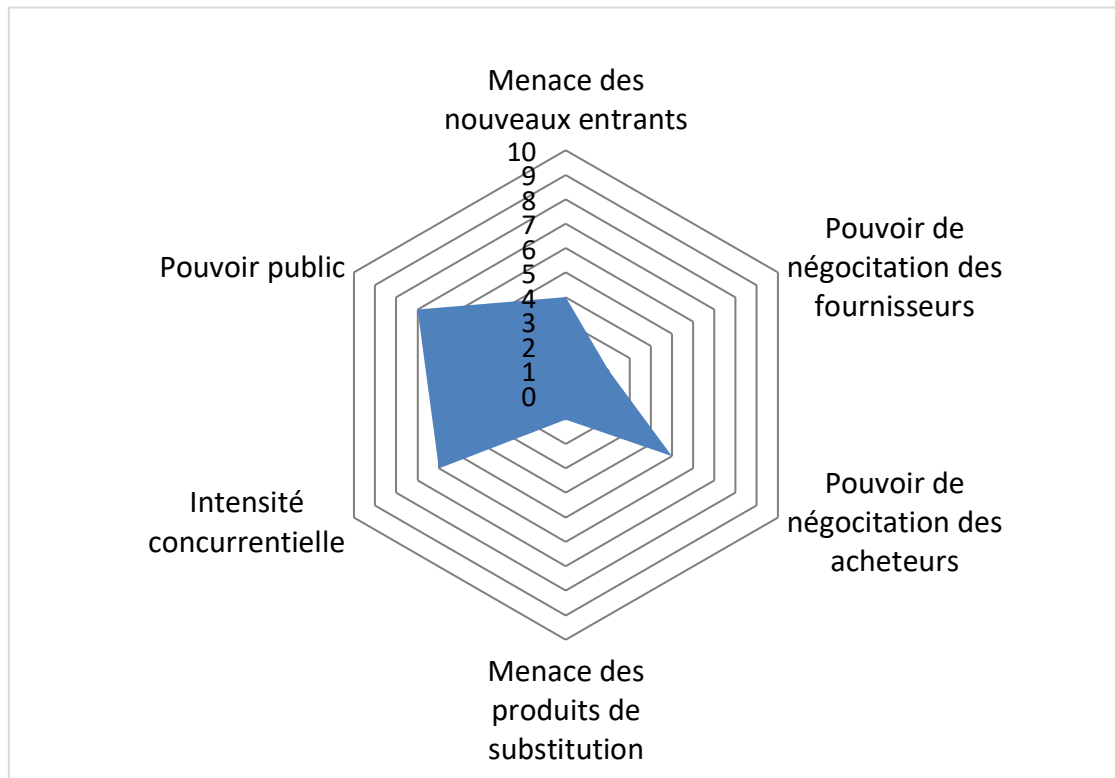 Menace des
nouveaux entrants
10
9
8
7
6
5
4
3
2
1
0
Pouvoir de
négocitation des
fournisseurs
Pouvoir de
négocitation des
acheteurs
Menace des
produits de
substitution
Intensité
concurrentielle
Pouvoir public